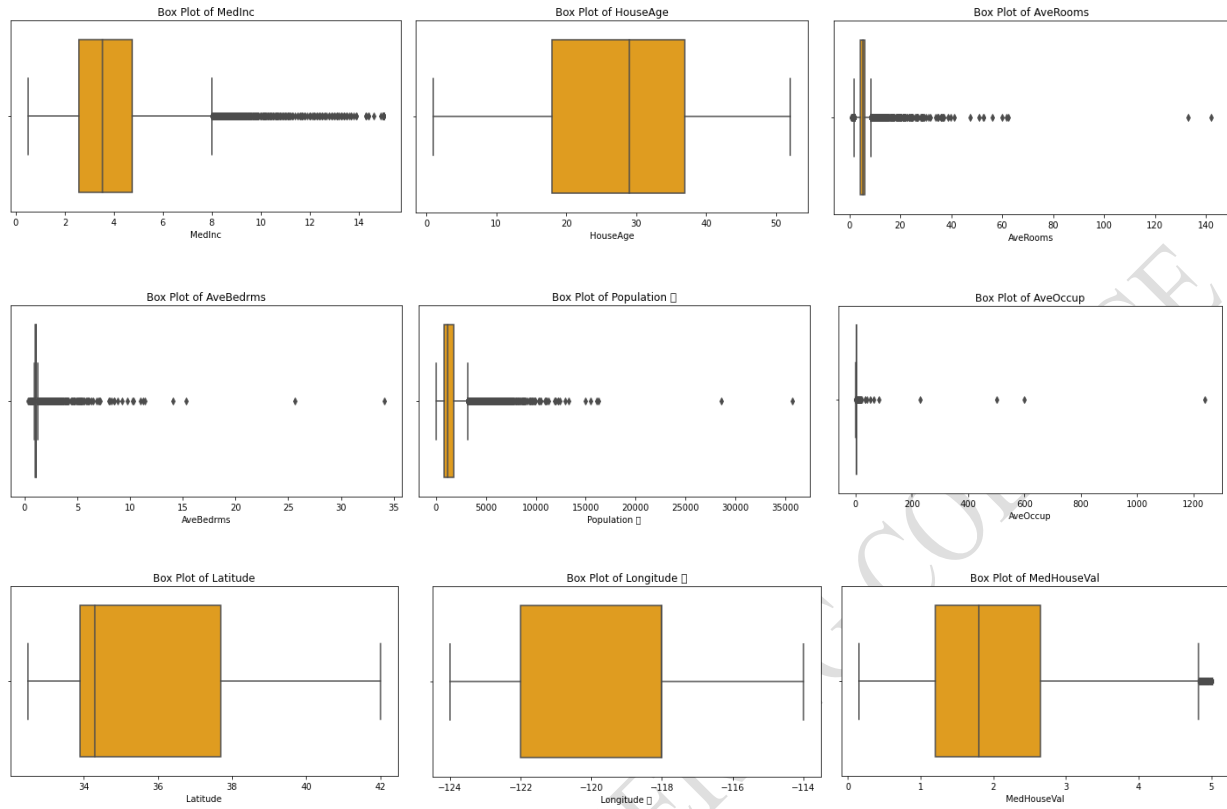 Box Plot of MedInc
0 2 4 6 8 10 12 14
MedInc
Box Plot of HouseAge
0 10 20 30 40 50
HouseAge
Box Plot of AveRooms
0 20 40 60 80 100 120 140
AveRooms
Box Plot of AveBedrms
0 5 10 15 20 25 30 35
AveBedrms
Box Plot of Population ▯
0 5000 10000 15000 20000 25000 30000 35000
Population ▯
Box Plot of AveOccup
0 200 400 600 800 1000 1200
AveOccup
Box Plot of Latitude
34 36 38 40 42
Latitude
Box Plot of Longitude ▯
−124 −122 −120 −118 −116 −114
Longitude ▯
Box Plot of MedHouseVal
0 1 2 3 4 5
MedHouseVal